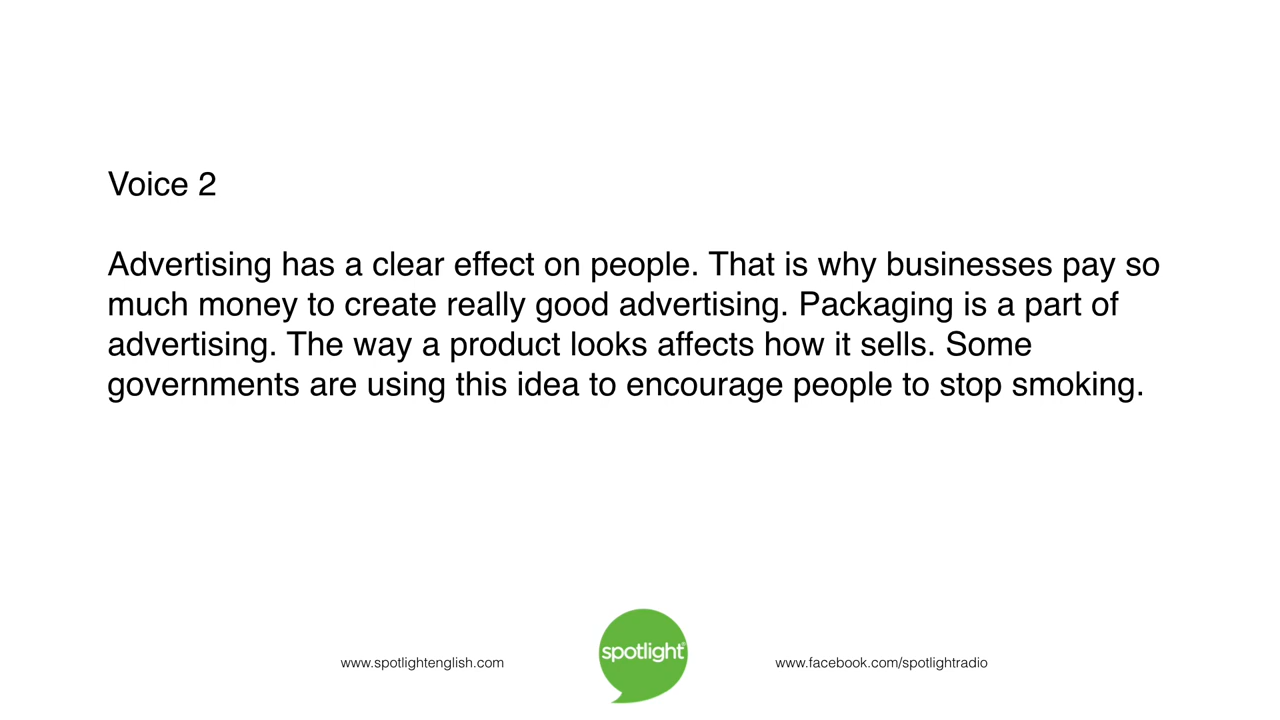 Voice 2
Advertising has a clear effect on people. That is why businesses pay so
much money to create really good advertising. Packaging is a part of
advertising. The way a product looks affects how it sells. Some
governments are using this idea to encourage people to stop smoking.
www.spotlightenglish.com
spotlight®
www.facebook.com/spotlightradio